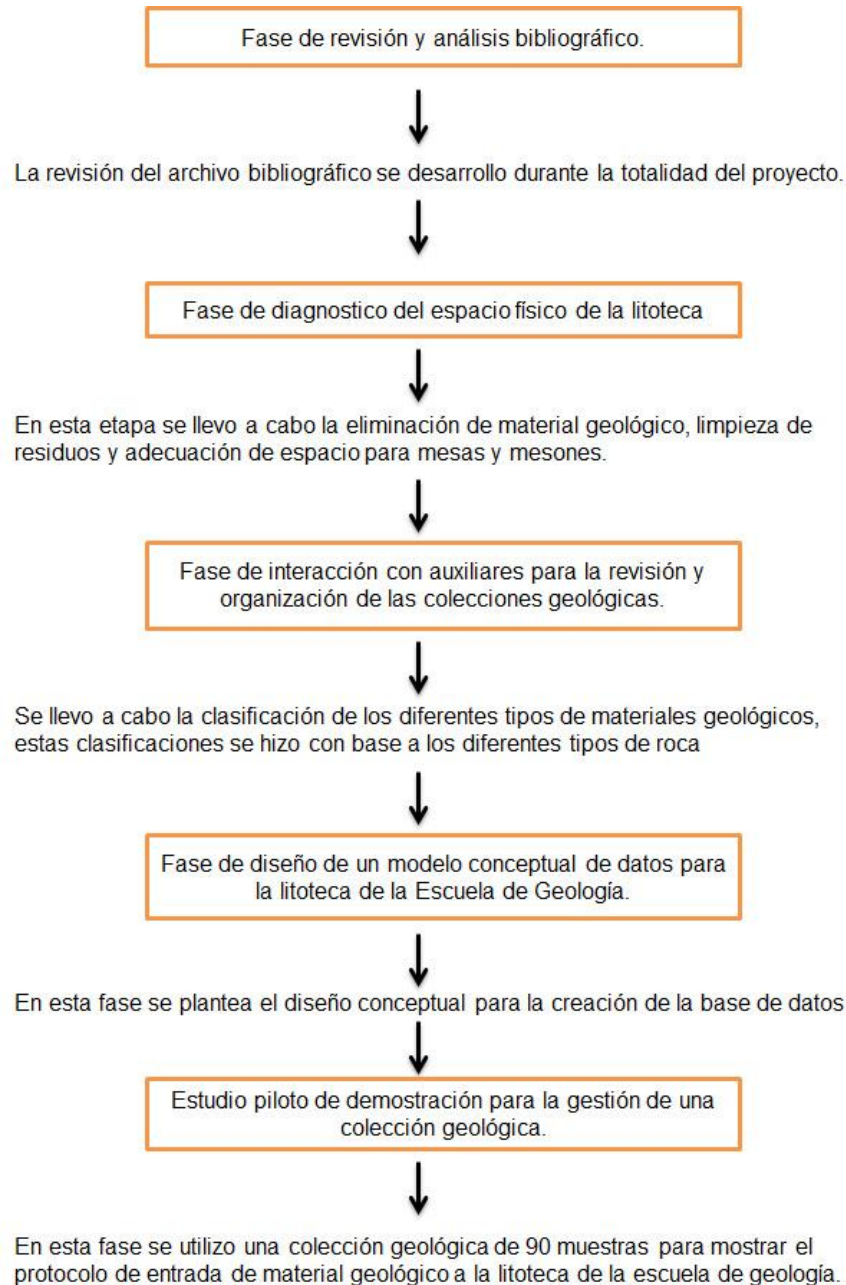 Fase de revisión y análisis bibliográfico.
La revisión del archivo bibliográfico se desarrollo durante la totalidad del proyecto.
Fase de diagnostico del espacio físico de la litoteca
En esta etapa se llevo a cabo la eliminación de material geológico, limpieza de
residuos y adecuación de espacio para mesas y mesones.
Fase de interacción con auxiliares para la revisión y
organización de las colecciones geológicas.
Se llevo a cabo la clasificación de los diferentes tipos de materiales geológicos,
estas clasificaciones se hizo con base a los diferentes tipos de roca
Fase de diseño de un modelo conceptual de datos para
la litoteca de la Escuela de Geología.
En esta fase se plantea el diseño conceptual para la creación de la base de datos
Estudio piloto de demostración para la gestión de una
colección geológica.
En esta fase se utilizo una colección geológica de 90 muestras para mostrar el
protocolo de entrada de material geológico a la litoteca de la escuela de geología.